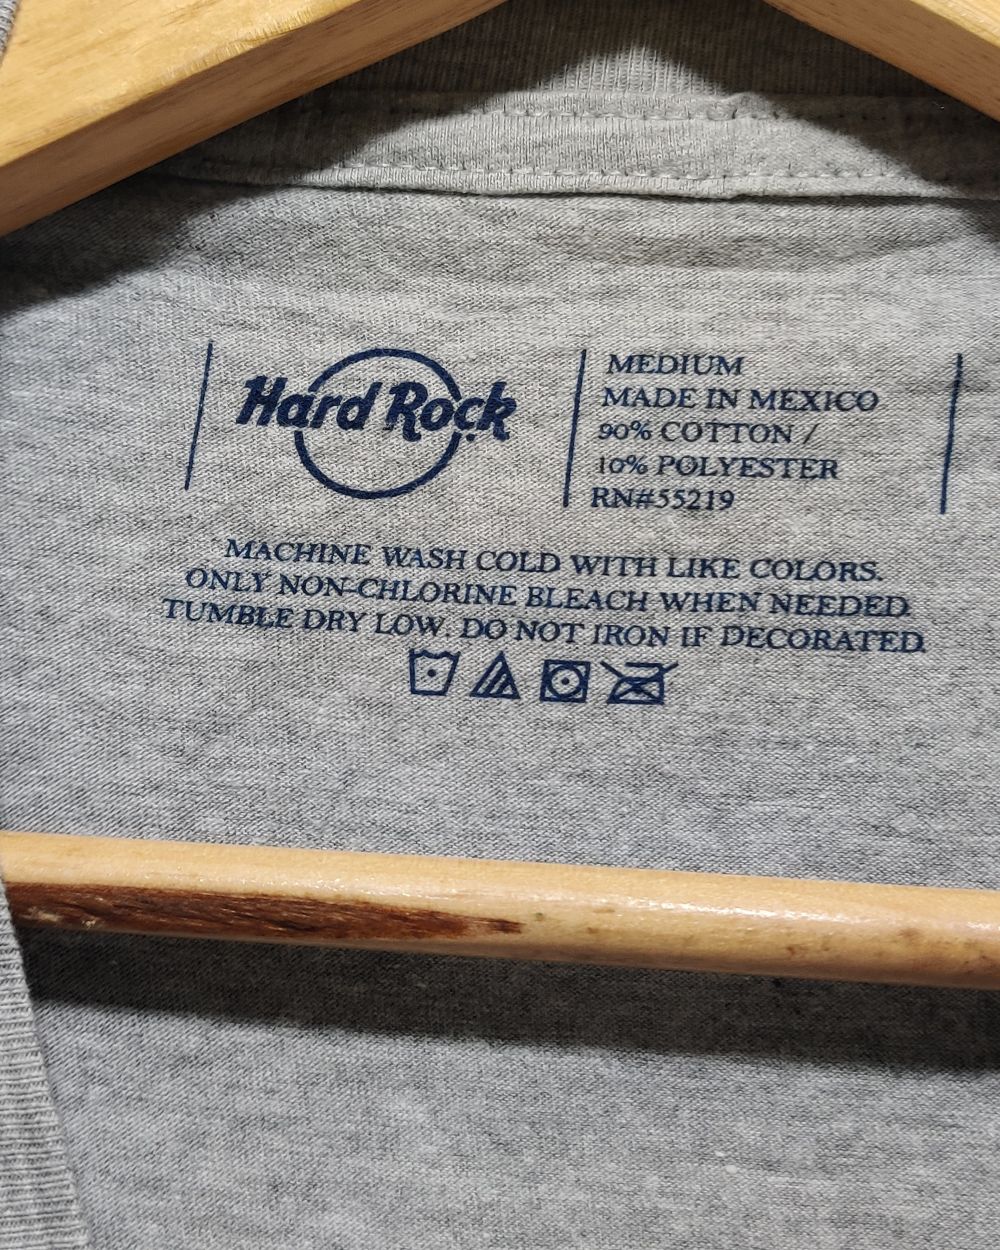 Hard Rock
MEDIUM
MADE IN MEXICO
90% COTTON /
10% POLYESTER
RN#55219
MACHINE WASH COLD WITH LIKE COLORS.
ONLY NON-CHLORINE BLEACH WHEN NEEDED.
TUMBLE DRY LOW. DO NOT IRON IF DECORATED.